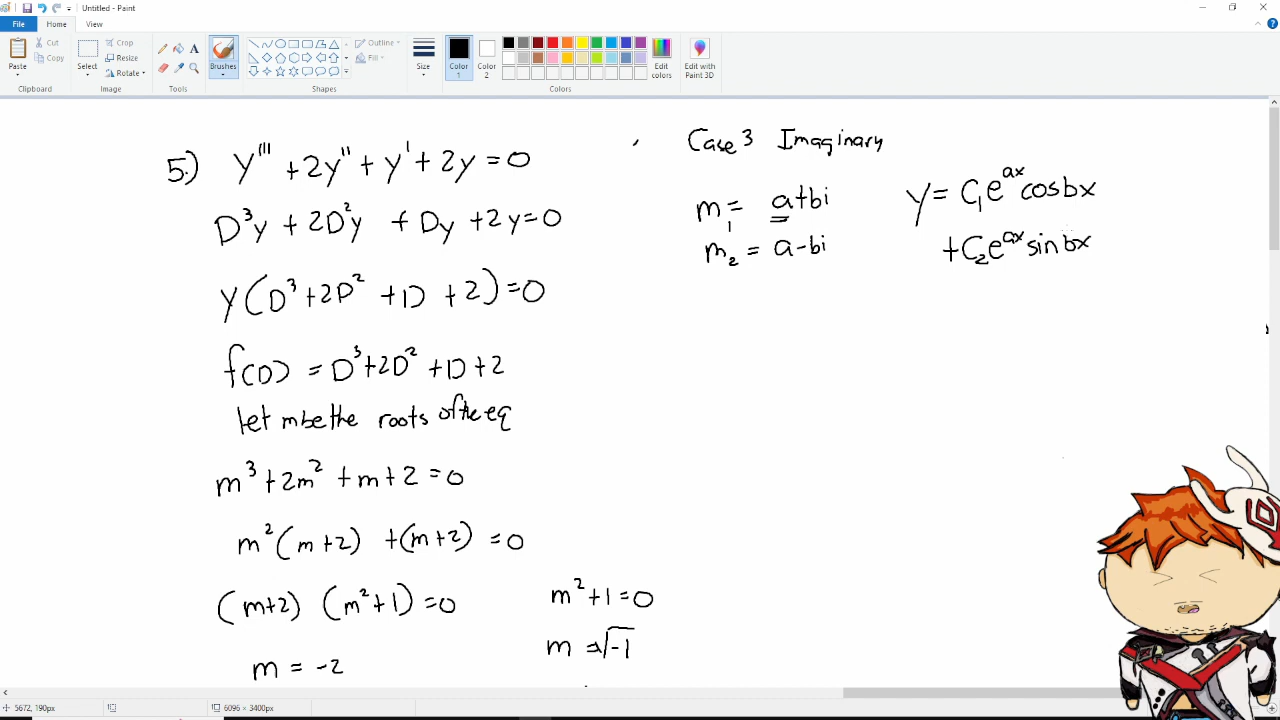 Untitled - Paint
File Home View
Paste Cut Copy
Clipboard
Select Crop Resize Rotate
Image
Tools
Brushes
Outline Fill
Shapes
Size
Color 1
Color 2
Edit colors
Edit with Paint 3D
Colors
5.) y''' + 2y'' + y' + 2y = 0
D³y + 2D²y + Dy + 2y = 0
y(D³ + 2D² + D + 2) = 0
f(D) = D³ + 2D² + D + 2
let m be the roots of the eq
m³ + 2m² + m + 2 = 0
m²(m+2) + (m+2) = 0
(m+2) (m²+1) = 0
m = -2
m² + 1 = 0
m = √-1
Case 3 Imaginary
m₁ = a+bi
m₂ = a-bi
y = C₁e^ax cosbx
+ C₂e^ax sinbx
5672, 190px
6096 × 3400px